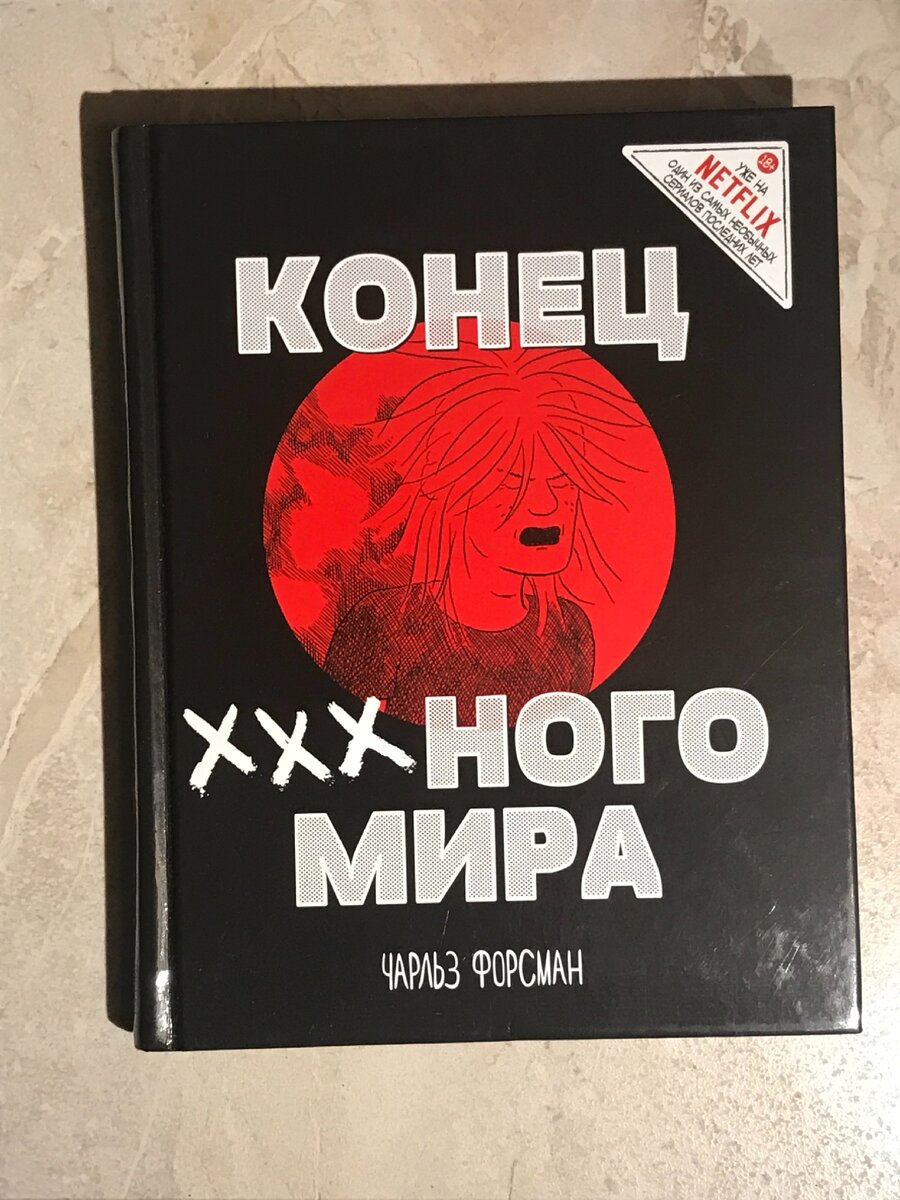 18+
УЖЕ НА
NETFLIX
ОДИН ИЗ САМЫХ НЕОБЫЧНЫХ
СЕРИАЛОВ ПОСЛЕДНИХ ЛЕТ
КОНЕЦ
XXXНОГО
МИРА
ЧАРЛЬЗ ФОРСМАН